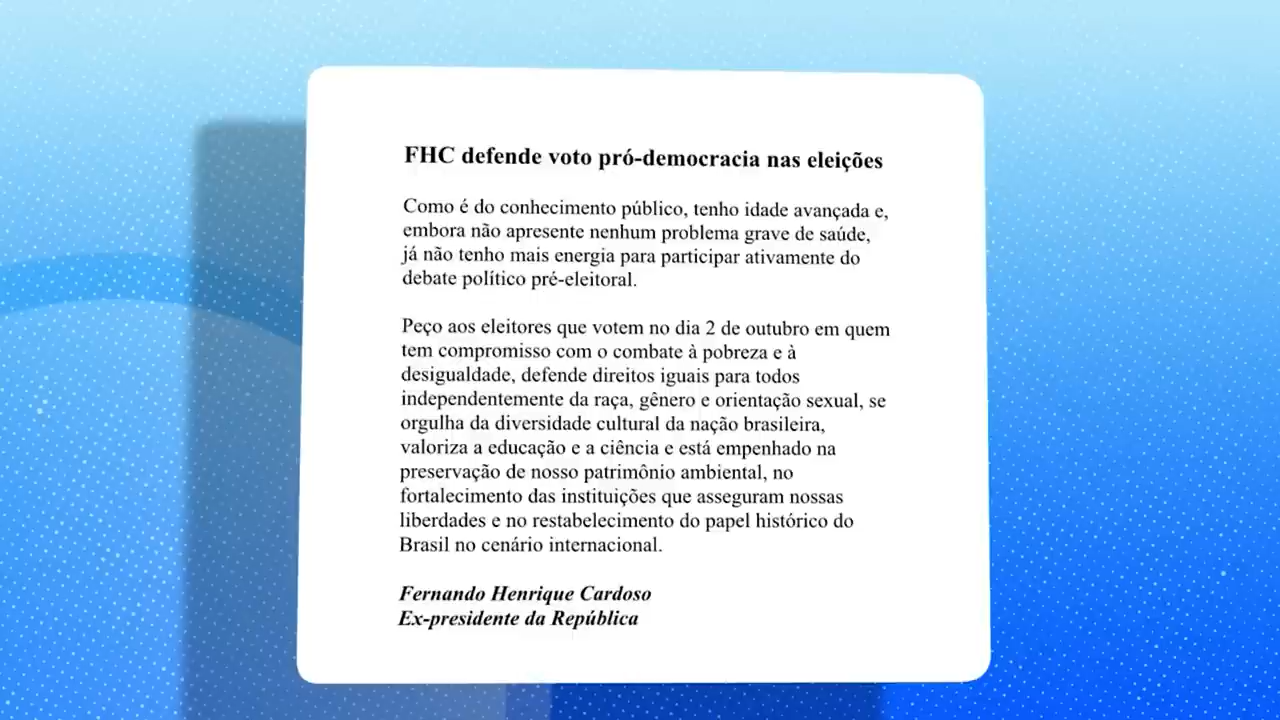 FHC defende voto pró-democracia nas eleições
Como é do conhecimento público, tenho idade avançada e,
embora não apresente nenhum problema grave de saúde,
já não tenho mais energia para participar ativamente do
debate político pré-eleitoral.
Peço aos eleitores que votem no dia 2 de outubro em quem
tem compromisso com o combate à pobreza e à
desigualdade, defende direitos iguais para todos
independentemente da raça, gênero e orientação sexual, se
orgulha da diversidade cultural da nação brasileira,
valoriza a educação e a ciência e está empenhado na
preservação de nosso patrimônio ambiental, no
fortalecimento das instituições que asseguram nossas
liberdades e no restabelecimento do papel histórico do
Brasil no cenário internacional.
Fernando Henrique Cardoso
Ex-presidente da República